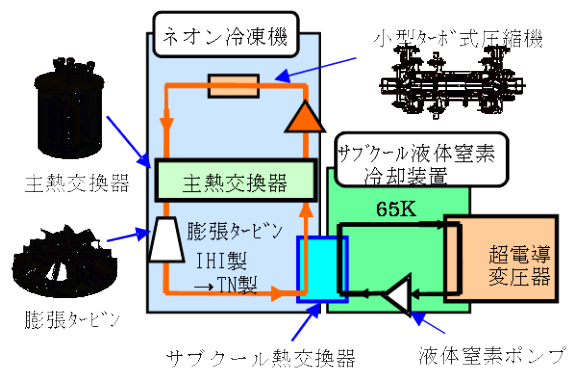 ネオン冷凍機
小型ﾀｰﾎﾞ式圧縮機
主熱交換器
主熱交換器
ｻﾌﾞｸｰﾙ液体窒素
冷却装置
65K
膨張ﾀｰﾋﾞﾝ
IHI製
→TN製
超電導
変圧器
膨張ﾀｰﾋﾞﾝ
サブクール熱交換器
液体窒素ポンプ